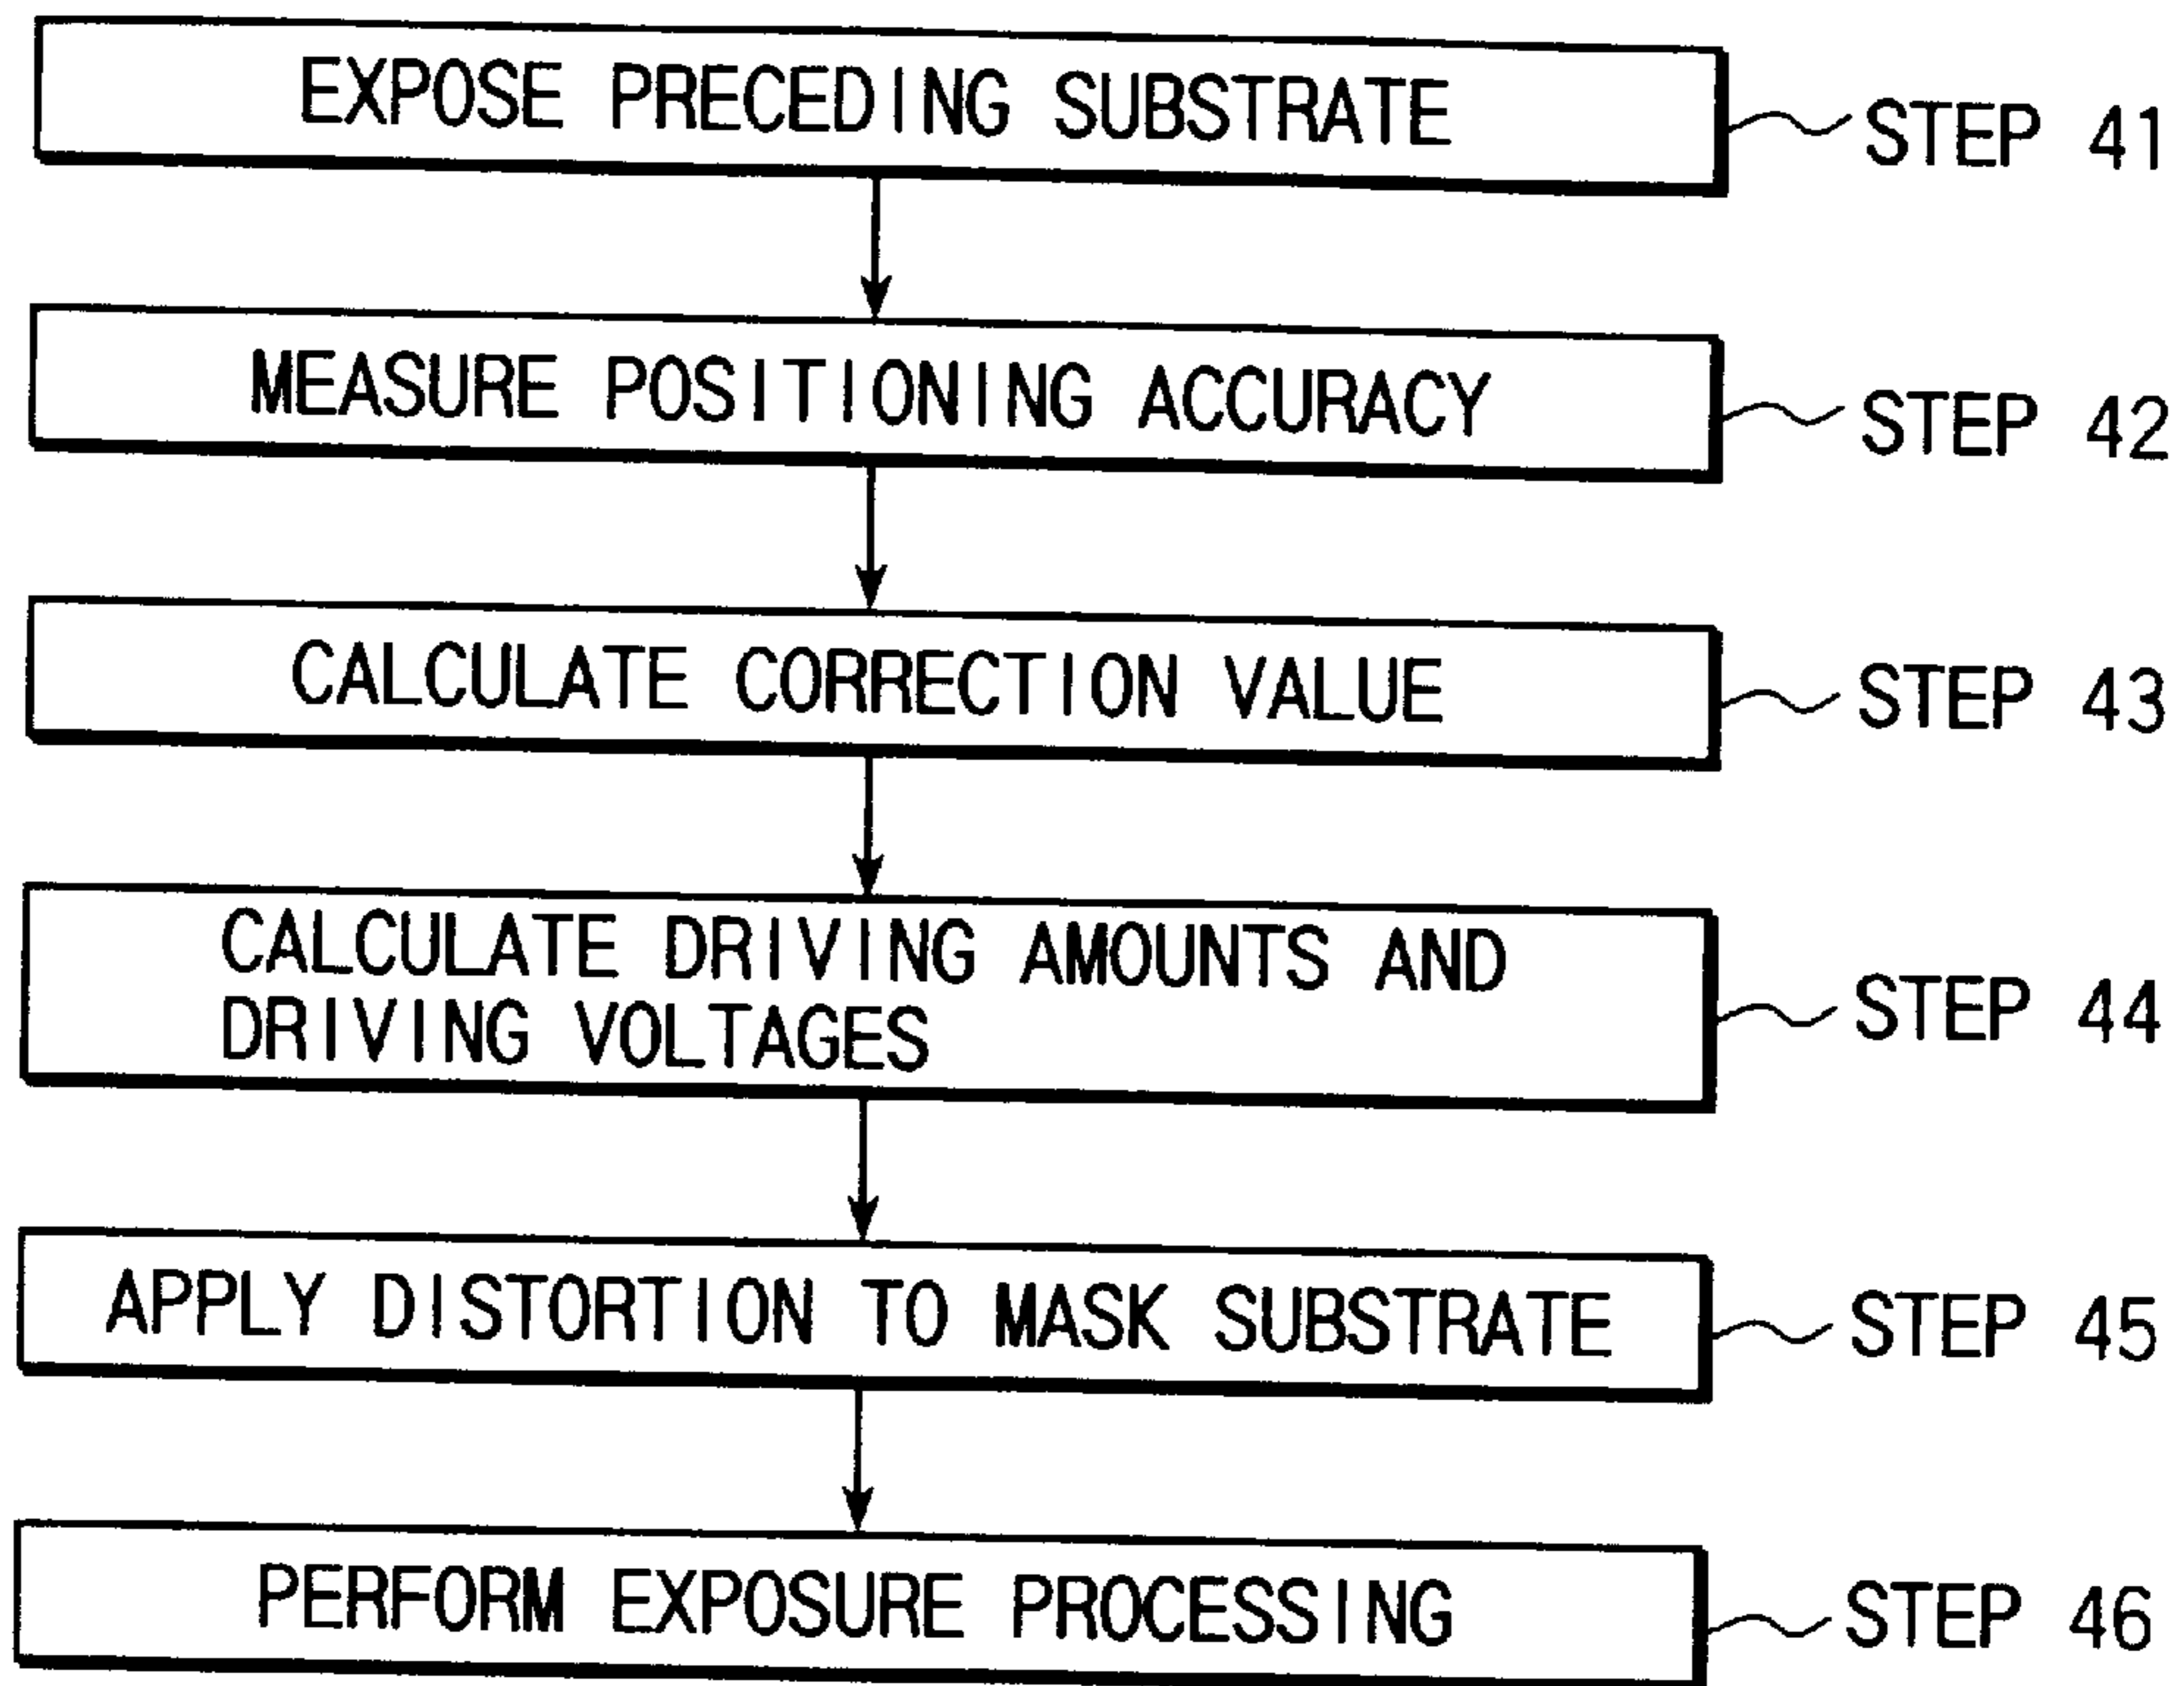 EXPOSE PRECEDING SUBSTRATE
STEP 41
MEASURE POSITIONING ACCURACY
STEP 42
CALCULATE CORRECTION VALUE
STEP 43
CALCULATE DRIVING AMOUNTS AND
DRIVING VOLTAGES
STEP 44
APPLY DISTORTION TO MASK SUBSTRATE
STEP 45
PERFORM EXPOSURE PROCESSING
STEP 46